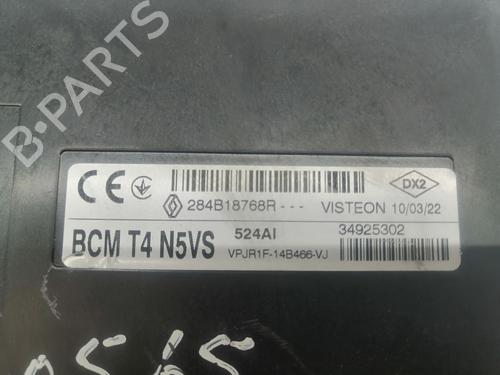 B-PARTS
CE
DX2
284B18768R--- VISTEON 10/03/22
BCM T4 N5VS 524AI 34925302
VPJR1F-14B466-VJ